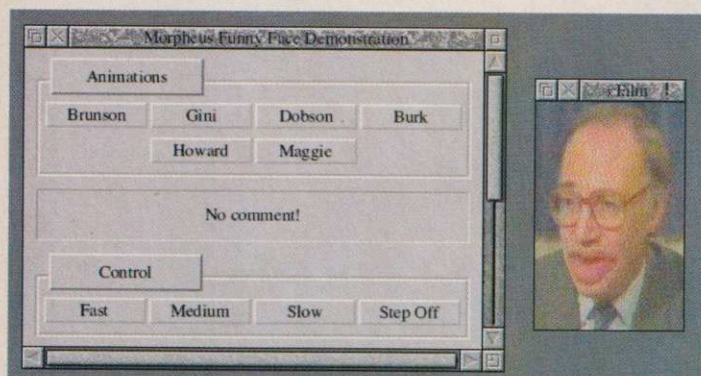 Morpheus Funny Face Demonstration
Animations
Brunson Gini Dobson Burk
Howard Maggie
No comment!
Control
Fast Medium Slow Step Off
Film